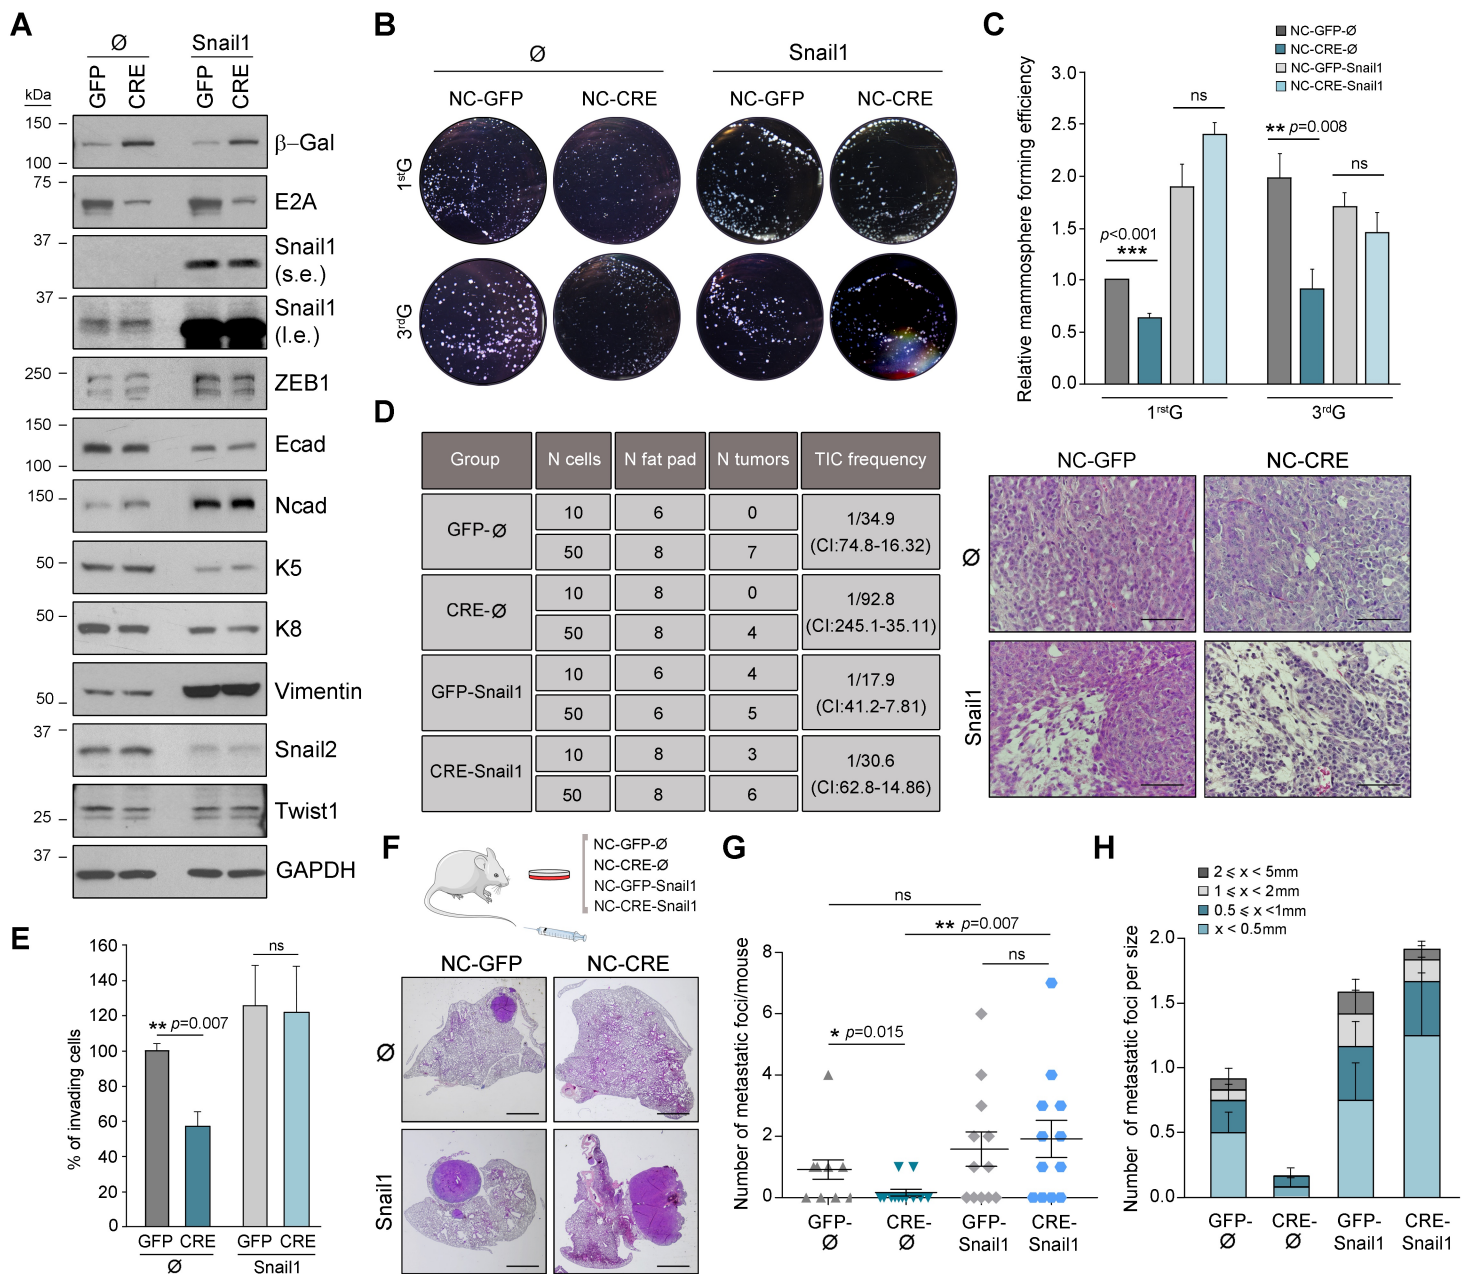 A
Ø Snail1
GFP CRE GFP CRE
kDa
150
100
β–Gal
75
E2A
37
Snail1
(s.e.)
37
Snail1
(l.e.)
250
ZEB1
150
100
Ecad
150
Ncad
50
K5
50
K8
50
Vimentin
37
Snail2
25
Twist1
37
GAPDH
B
Ø Snail1
NC-GFP NC-CRE NC-GFP NC-CRE
1stG
3rdG
C
NC-GFP-Ø
NC-CRE-Ø
NC-GFP-Snail1
NC-CRE-Snail1
Relative mammosphere forming efficiency
3.0
2.5
2.0
1.5
1.0
0.5
0.0
p<0.001
***
ns
** p=0.008
ns
1rstG 3rdG
D
Group N cells N fat pad N tumors TIC frequency
GFP-Ø 10 6 0 1/34.9
50 8 7 (CI:74.8-16.32)
CRE-Ø 10 8 0 1/92.8
50 8 4 (CI:245.1-35.11)
GFP-Snail1 10 6 4 1/17.9
50 6 5 (CI:41.2-7.81)
CRE-Snail1 10 8 3 1/30.6
50 8 6 (CI:62.8-14.86)
NC-GFP NC-CRE
Ø
Snail1
E
% of invading cells
160
140
120
100
80
60
40
20
0
** p=0.007
ns
GFP CRE GFP CRE
Ø Snail1
F
NC-GFP-Ø
NC-CRE-Ø
NC-GFP-Snail1
NC-CRE-Snail1
NC-GFP NC-CRE
Ø
Snail1
G
Number of metastatic foci/mouse
8
6
4
2
0
ns
** p=0.007
ns
* p=0.015
GFP- CRE- GFP- CRE-
Ø Ø Snail1 Snail1
H
2 ⩽ x < 5mm
1 ⩽ x < 2mm
0.5 ⩽ x <1mm
x < 0.5mm
Number of metastatic foci per size
2.0
1.5
1.0
0.5
0.0
GFP- CRE- GFP- CRE-
Ø Ø Snail1 Snail1